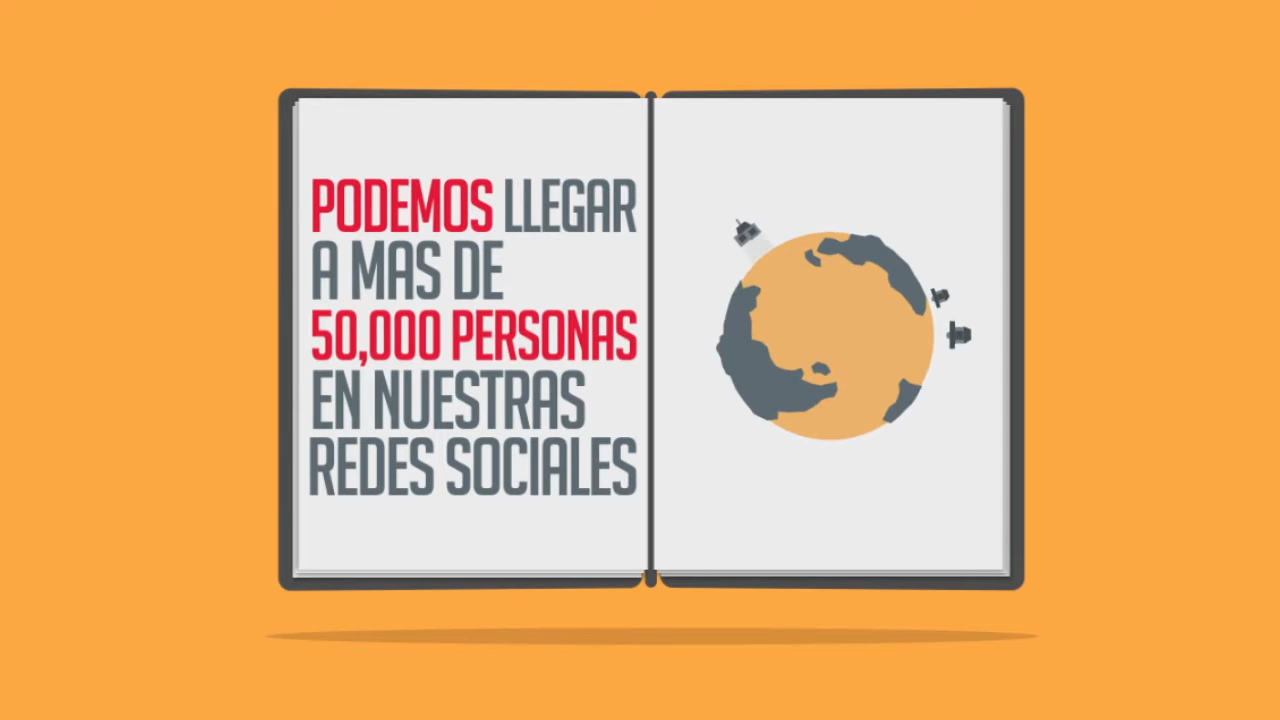 PODEMOS LLEGAR
A MAS DE
50,000 PERSONAS
EN NUESTRAS
REDES SOCIALES